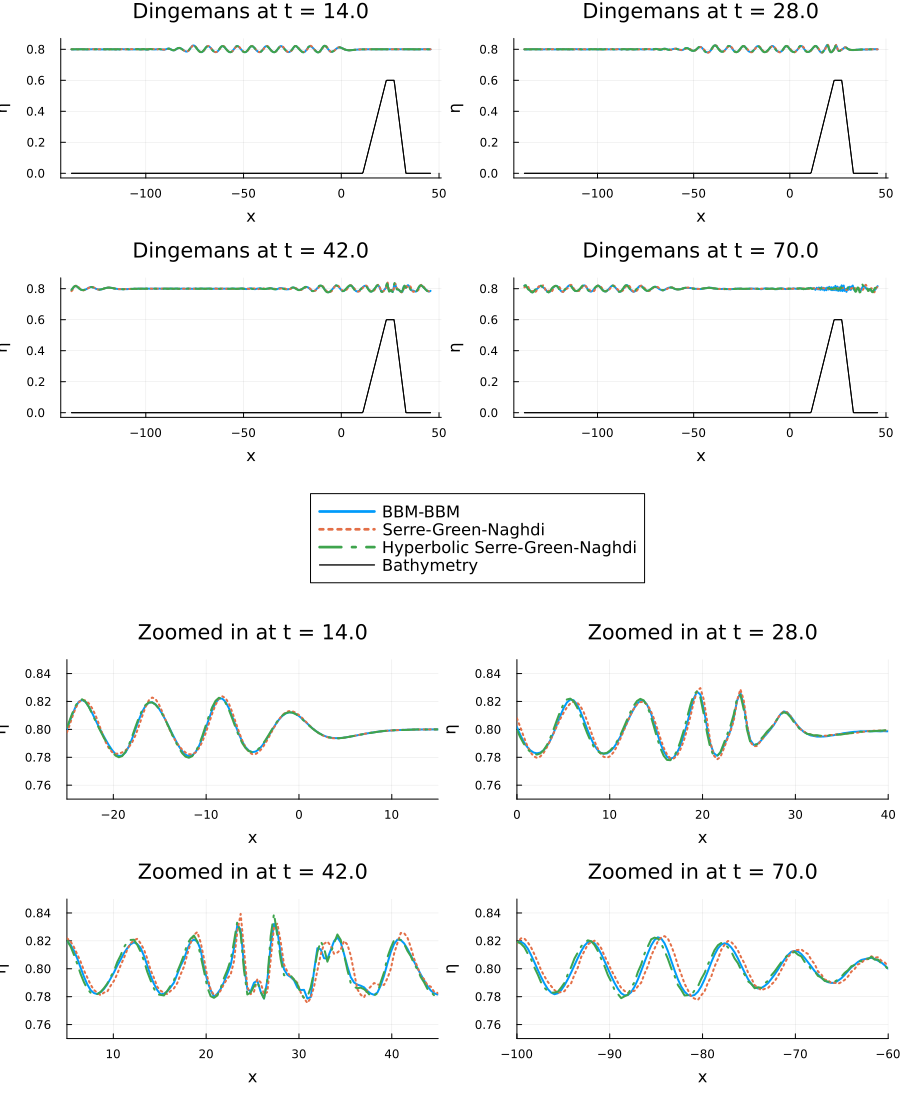 Dingemans at t = 14.0
Dingemans at t = 28.0
0.8
0.6
0.4
0.2
0.0
η
−100
−50
0
50
x
0.8
0.6
0.4
0.2
0.0
η
−100
−50
0
50
x
Dingemans at t = 42.0
Dingemans at t = 70.0
0.8
0.6
0.4
0.2
0.0
η
−100
−50
0
50
x
0.8
0.6
0.4
0.2
0.0
η
−100
−50
0
50
x
BBM-BBM
Serre-Green-Naghdi
Hyperbolic Serre-Green-Naghdi
Bathymetry
Zoomed in at t = 14.0
Zoomed in at t = 28.0
0.84
0.82
0.80
0.78
0.76
η
−20
−10
0
10
x
0.84
0.82
0.80
0.78
0.76
η
0
10
20
30
40
x
Zoomed in at t = 42.0
Zoomed in at t = 70.0
0.84
0.82
0.80
0.78
0.76
η
10
20
30
40
x
0.84
0.82
0.80
0.78
0.76
η
−100
−90
−80
−70
−60
x